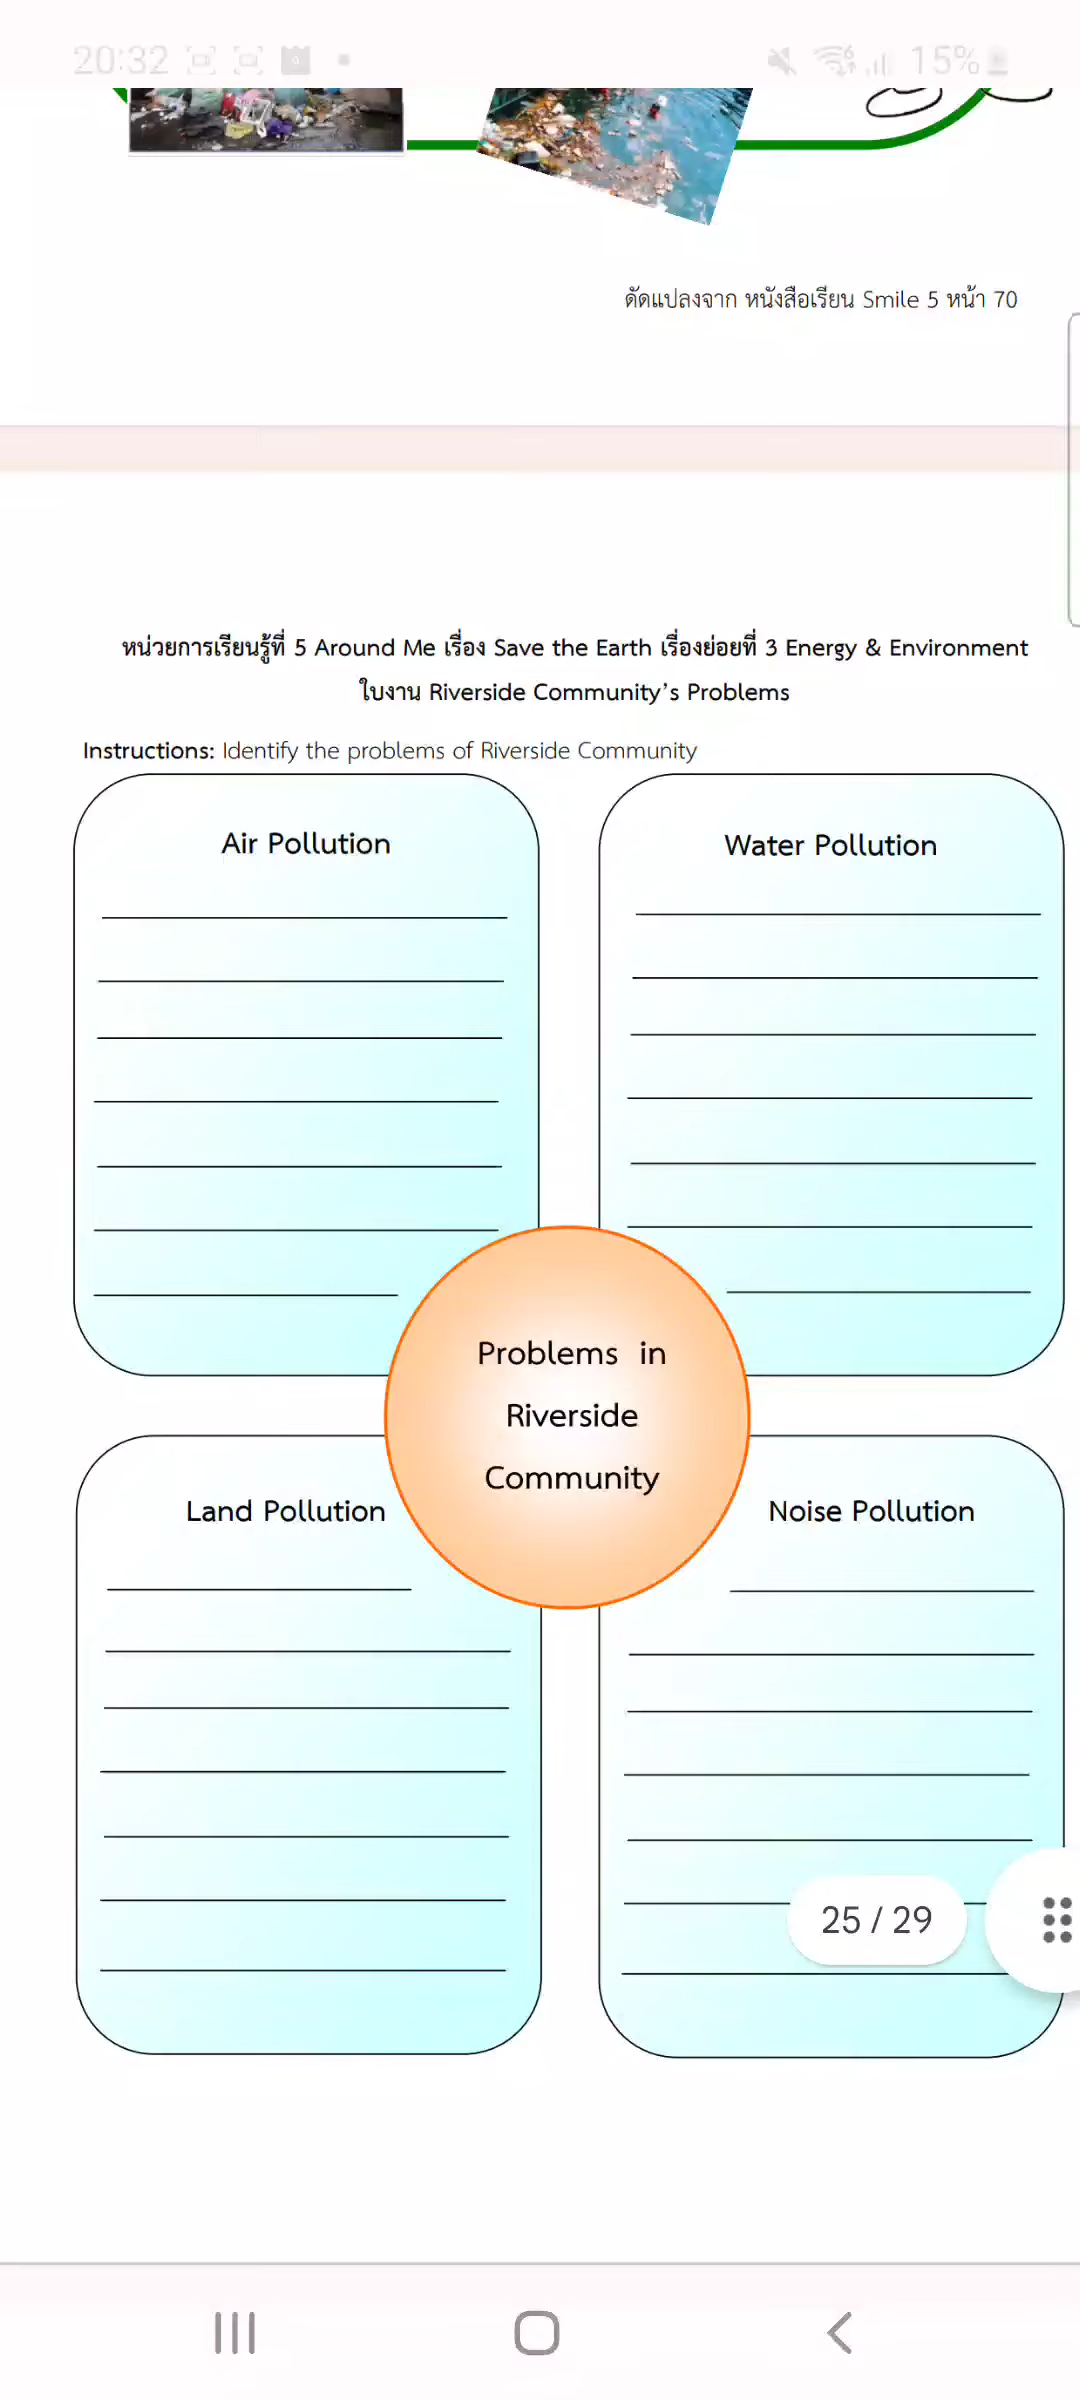 20:32
15%
ดัดแปลงจาก หนังสือเรียน Smile 5 หน้า 70
หน่วยการเรียนรู้ที่ 5 Around Me เรื่อง Save the Earth เรื่องย่อยที่ 3 Energy & Environment
ใบงาน Riverside Community's Problems
Instructions: Identify the problems of Riverside Community
Air Pollution
Water Pollution
Problems in
Riverside
Community
Land Pollution
Noise Pollution
25 / 29